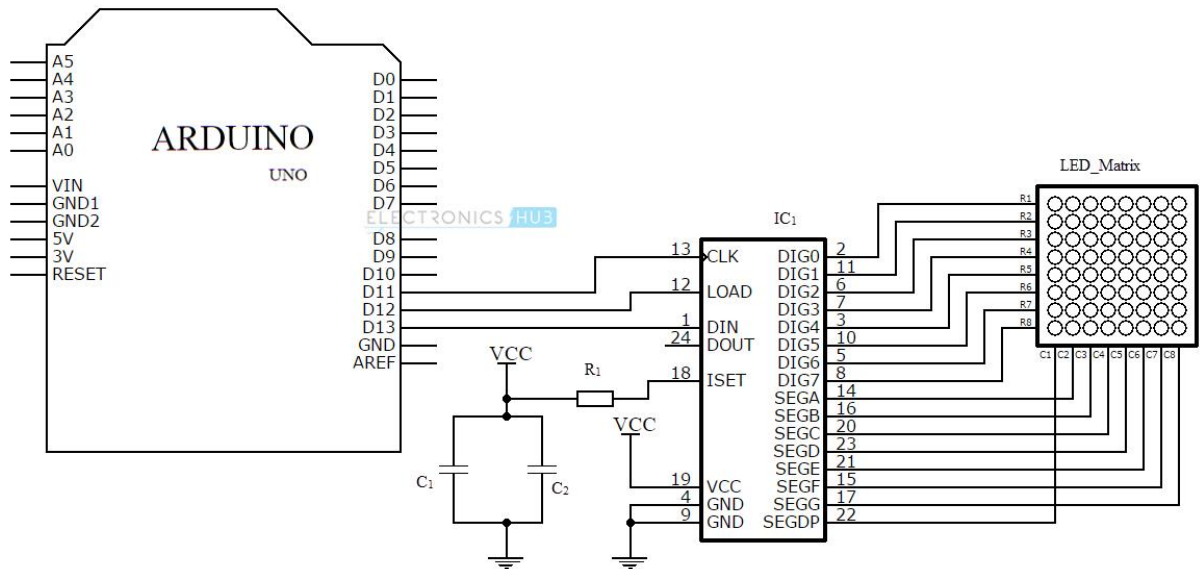 A5
A4
A3
A2
A1
A0
VIN
GND1
GND2
5V
3V
RESET
ARDUINO
UNO
D0
D1
D2
D3
D4
D5
D6
D7
D8
D9
D10
D11
D12
D13
GND
AREF
ELECTRONICS HUB
VCC
R1
C1
C2
VCC
IC1
13 CLK
12 LOAD
1 DIN
24 DOUT
18 ISET
19 VCC
4 GND
9 GND
DIG0 2
DIG1 11
DIG2 6
DIG3 7
DIG4 3
DIG5 10
DIG6 5
DIG7 8
SEGA 14
SEGB 16
SEGC 20
SEGD 23
SEGE 21
SEGF 15
SEGG 17
SEGDP 22
LED_Matrix
R1
R2
R3
R4
R5
R6
R7
R8
C1 C2 C3 C4 C5 C6 C7 C8